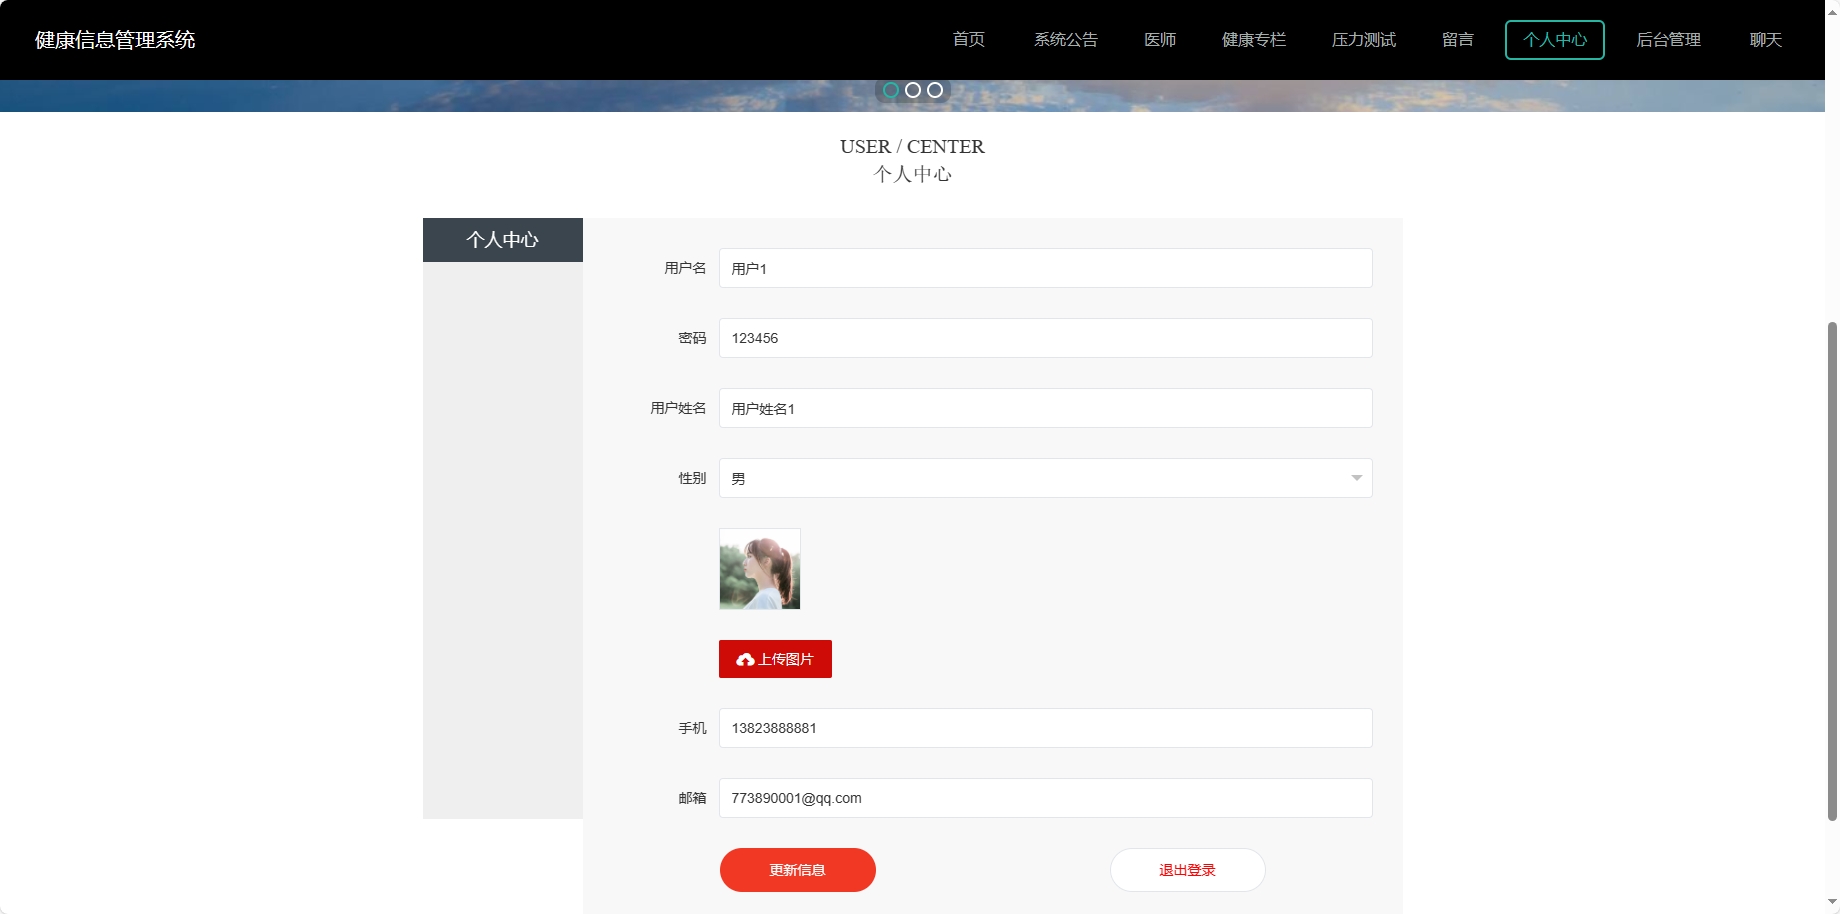 健康信息管理系统
首页 系统公告 医师 健康专栏 压力测试 留言 个人中心 后台管理 聊天
USER / CENTER
个人中心
个人中心
用户名 用户1
密码 123456
用户姓名 用户姓名1
性别 男
上传图片
手机 13823888881
邮箱 773890001@qq.com
更新信息 退出登录